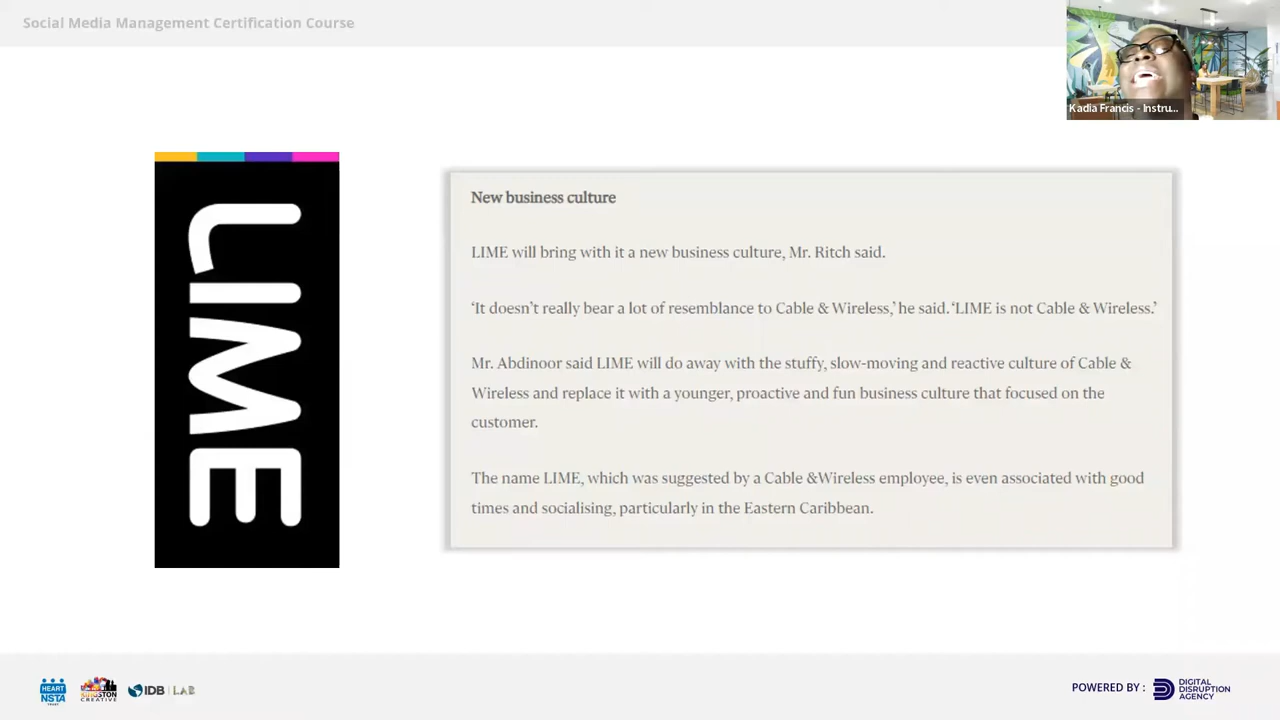 Social Media Management Certification Course
Kadia Francis - Instru...
LIME
New business culture
LIME will bring with it a new business culture, Mr. Ritch said.
‘It doesn’t really bear a lot of resemblance to Cable & Wireless,’ he said. ‘LIME is not Cable & Wireless.’
Mr. Abdinoor said LIME will do away with the stuffy, slow-moving and reactive culture of Cable &
Wireless and replace it with a younger, proactive and fun business culture that focused on the
customer.
The name LIME, which was suggested by a Cable &Wireless employee, is even associated with good
times and socialising, particularly in the Eastern Caribbean.
HEART
NSTA
TRUST
KINGSTON
CREATIVE
IDB | LAB
POWERED BY :
DIGITAL
DISRUPTION
AGENCY